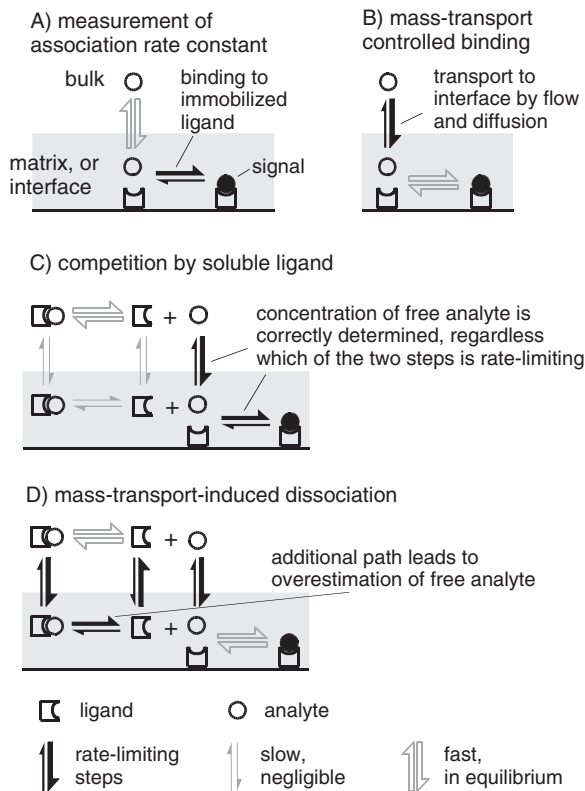 A) measurement of
association rate constant
bulk
binding to
immobilized
ligand
matrix, or
interface
signal
B) mass-transport
controlled binding
transport to
interface by flow
and diffusion
C) competition by soluble ligand
+
concentration of free analyte is
correctly determined, regardless
which of the two steps is rate-limiting
+
D) mass-transport-induced dissociation
+
additional path leads to
overestimation of free analyte
+
ligand
analyte
rate-limiting
steps
slow,
negligible
fast,
in equilibrium